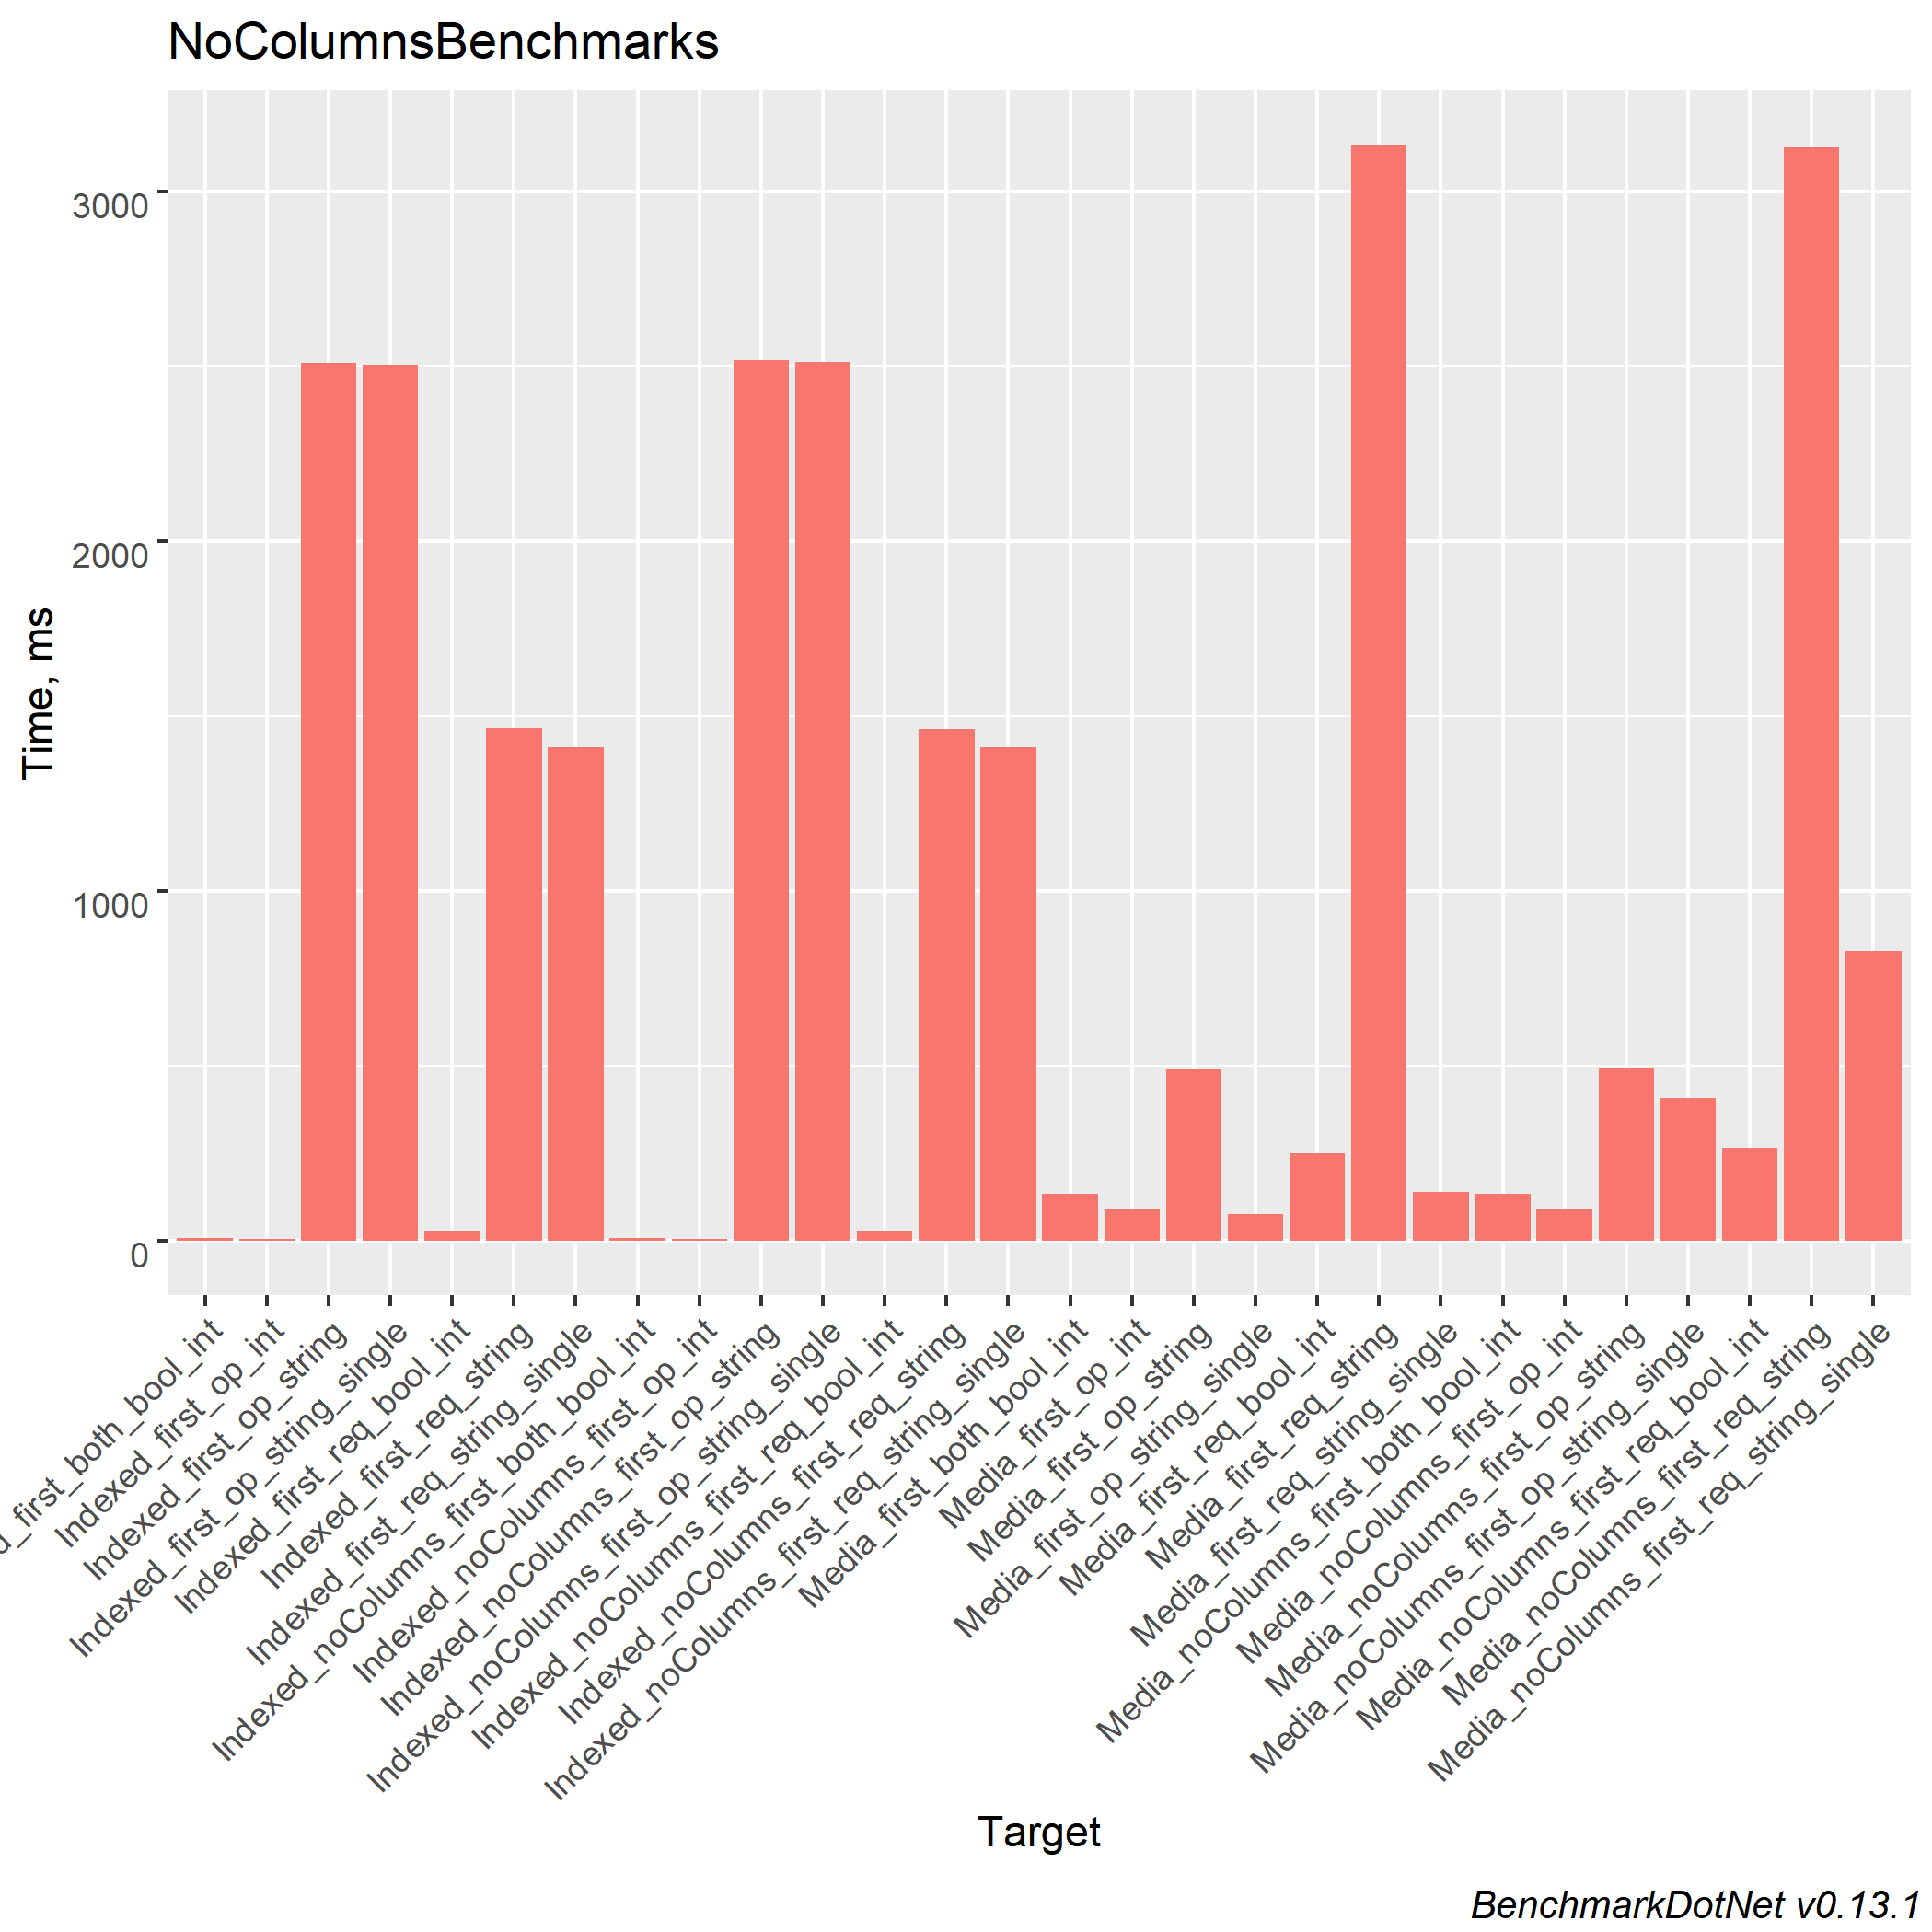 NoColumnsBenchmarks
3000
2000
1000
0
Time, ms
d_first_both_bool_int
Indexed_first_op_int
Indexed_first_op_string
Indexed_first_op_string_single
Indexed_first_req_bool_int
Indexed_first_req_string
Indexed_first_req_string_single
Indexed_noColumns_first_both_bool_int
Indexed_noColumns_first_op_int
Indexed_noColumns_first_op_string
Indexed_noColumns_first_op_string_single
Indexed_noColumns_first_req_bool_int
Indexed_noColumns_first_req_string
Indexed_noColumns_first_req_string_single
Media_first_both_bool_int
Media_first_op_int
Media_first_op_string
Media_first_op_string_single
Media_first_req_bool_int
Media_first_req_string
Media_first_req_string_single
Media_noColumns_first_both_bool_int
Media_noColumns_first_op_int
Media_noColumns_first_op_string
Media_noColumns_first_op_string_single
Media_noColumns_first_req_bool_int
Media_noColumns_first_req_string
Media_noColumns_first_req_string_single
Target
BenchmarkDotNet v0.13.1